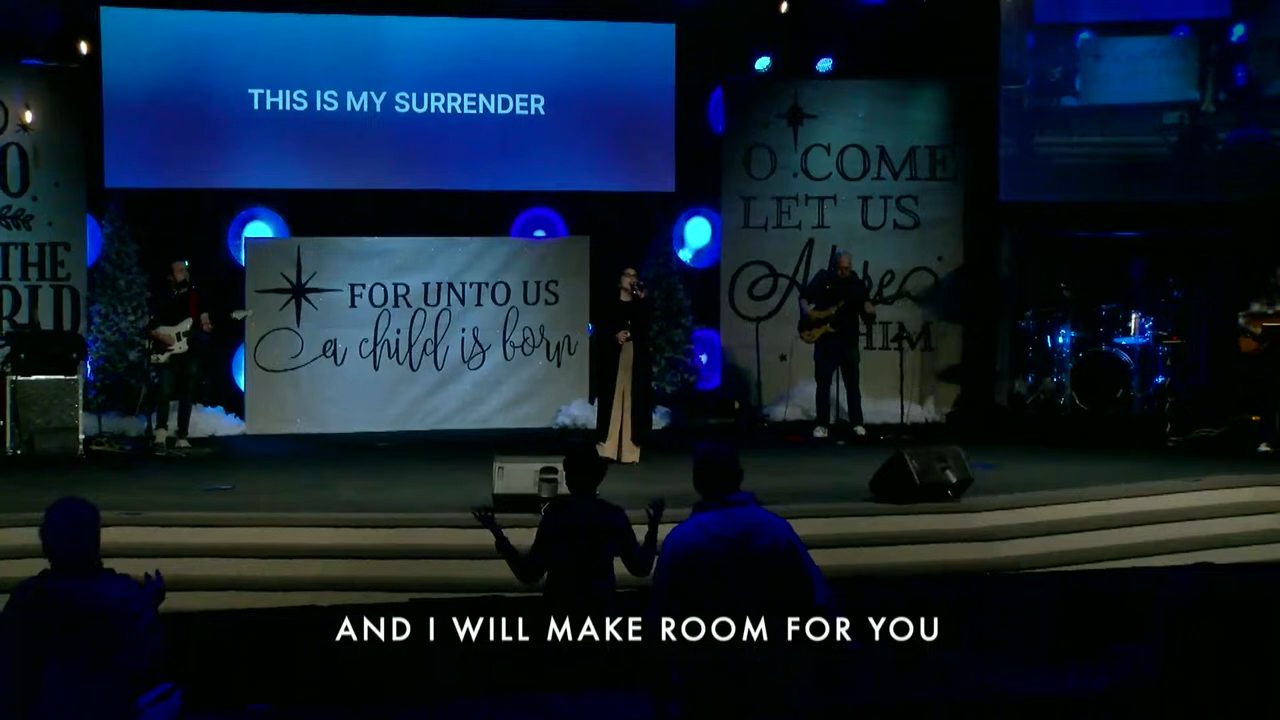 THIS IS MY SURRENDER
O COME
LET US
HIM
FOR UNTO US
a child is born
THE
AND I WILL MAKE ROOM FOR YOU